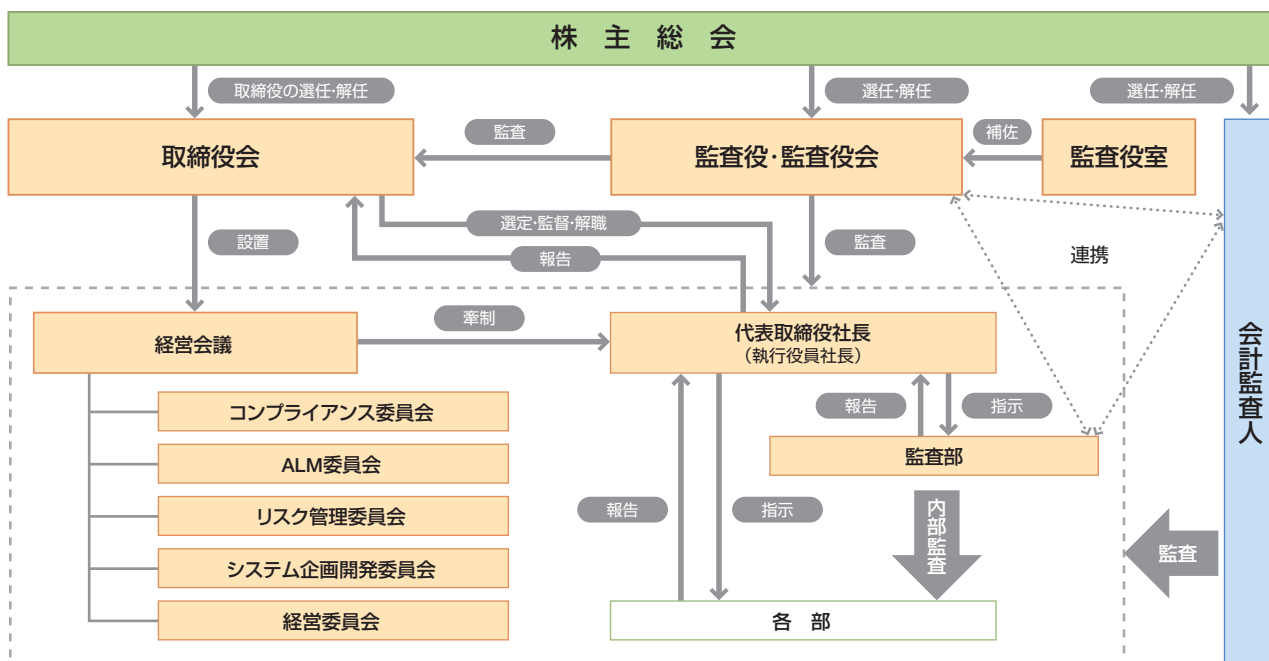 株主総会
取締役の選任・解任
選任・解任
選任・解任
取締役会
監査
監査役・監査役会
補佐
監査役室
設置
選定・監督・解職
報告
監査
連携
会計監査人
経営会議
牽制
代表取締役社長
（執行役員社長）
コンプライアンス委員会
ALM委員会
リスク管理委員会
システム企画開発委員会
経営委員会
報告
指示
監査部
報告
指示
内部監査
監査
各部